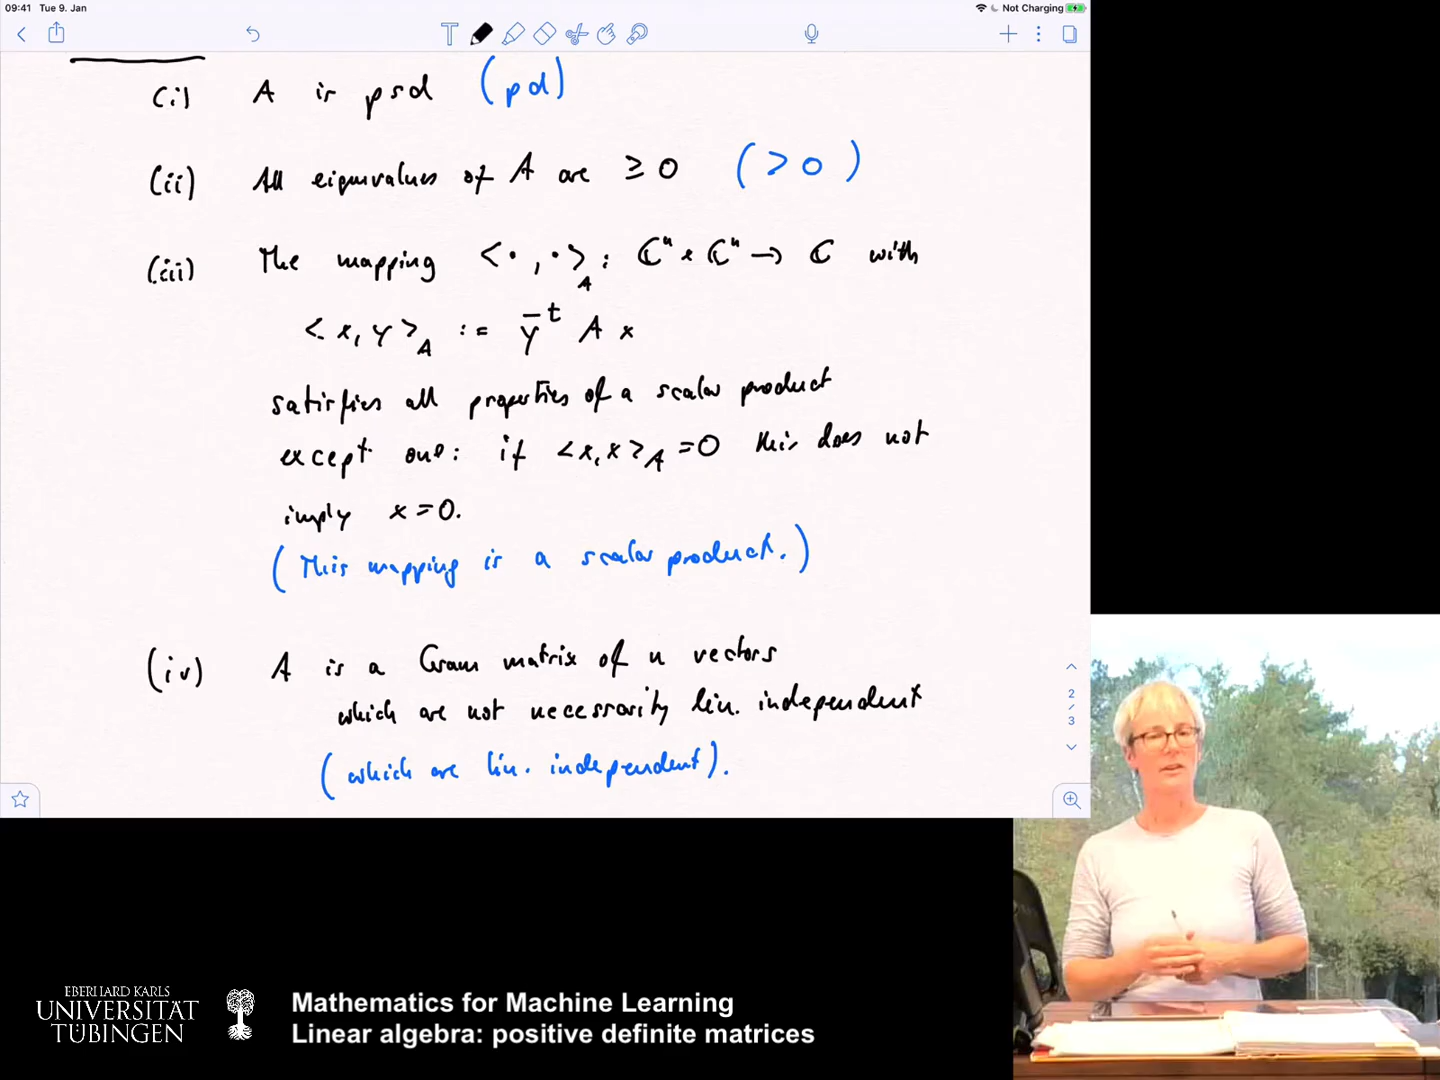 09:41 Tue 9. Jan
Not Charging
(i) A is psd (pd)
(ii) All eigenvalues of A are ≥ 0 (> 0)
(iii) The mapping <·,·>_A : ℂⁿ × ℂⁿ → ℂ with
<x, y>_A := ȳᵗ A x
satisfies all properties of a scalar product
except one: if <x,x>_A = 0 this does not
imply x = 0.
(This mapping is a scalar product.)
(iv) A is a Gram matrix of n vectors
which are not necessarily lin. independent
(which are lin. independent).
2
/
3
EBERHARD KARLS
UNIVERSITÄT
TÜBINGEN
Mathematics for Machine Learning
Linear algebra: positive definite matrices